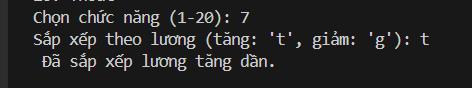 Chọn chức năng (1-20): 7
Sắp xếp theo lương (tăng: 't', giảm: 'g'): t
Đã sắp xếp lương tăng dần.